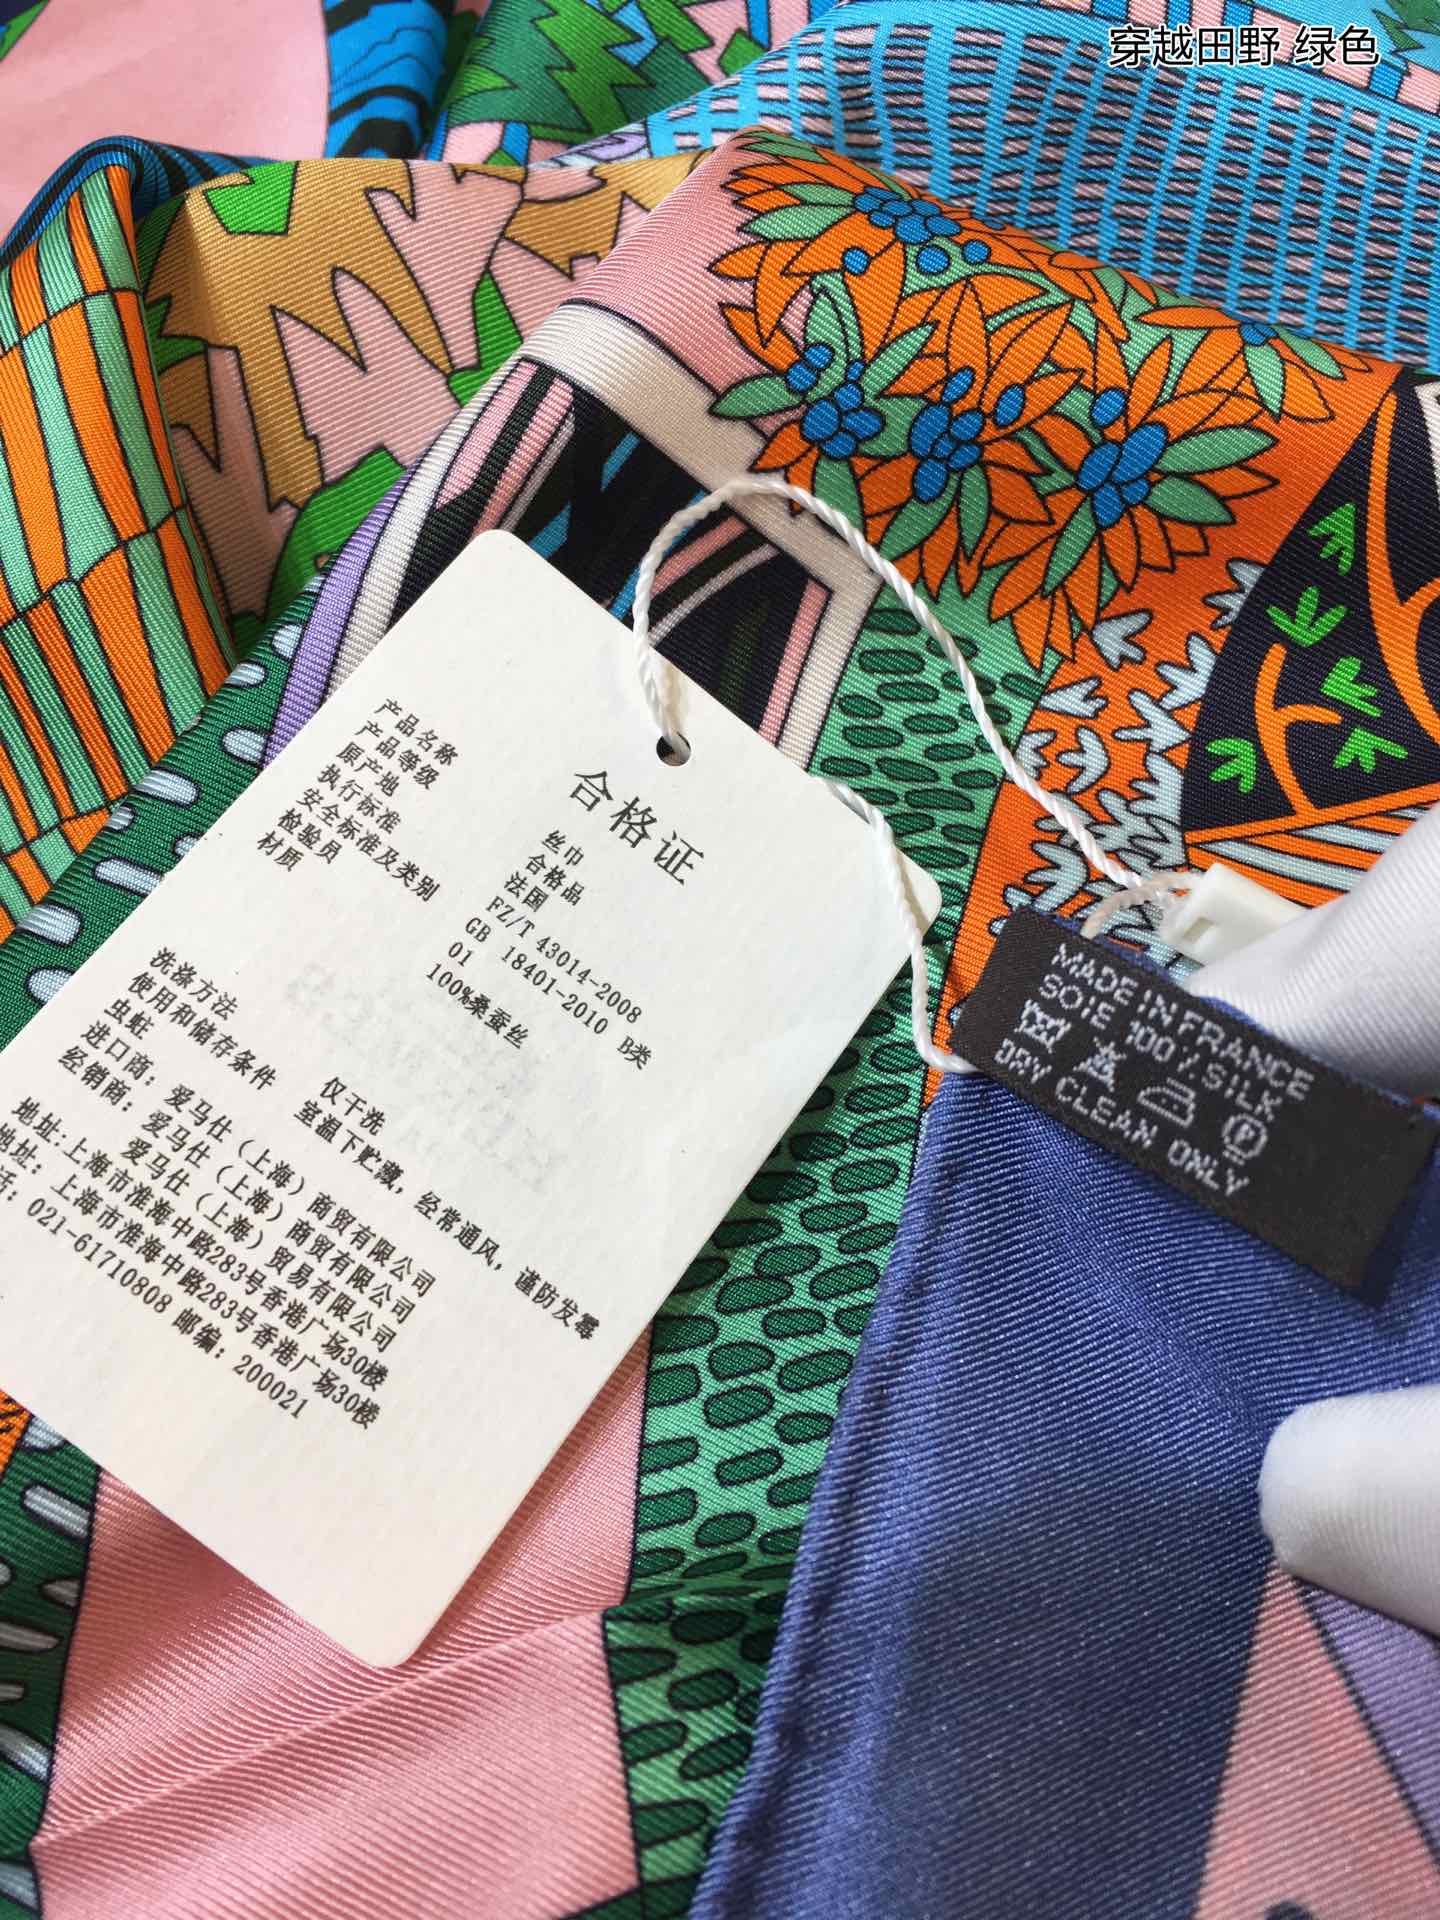 穿越田野 绿色
合格证
产品名称 丝巾
产品等级 合格品
原产地 法国
执行标准 FZ/T 43014-2008
安全标准及类别 GB 18401-2010 B类
检验员 01
材质 100%桑蚕丝
洗涤方法 仅干洗
使用和储存条件 室温下贮藏，经常通风，谨防发霉
虫蛀
进口商：爱马仕（上海）商贸有限公司
经销商：爱马仕（上海）商贸有限公司
爱马仕（上海）贸易有限公司
地址:上海市淮海中路283号香港广场30楼
地址：上海市淮海中路283号香港广场30楼
话：021-61710808 邮编：200021
MADE IN FRANCE
SOIE 100% SILK
P
DRY CLEAN ONLY